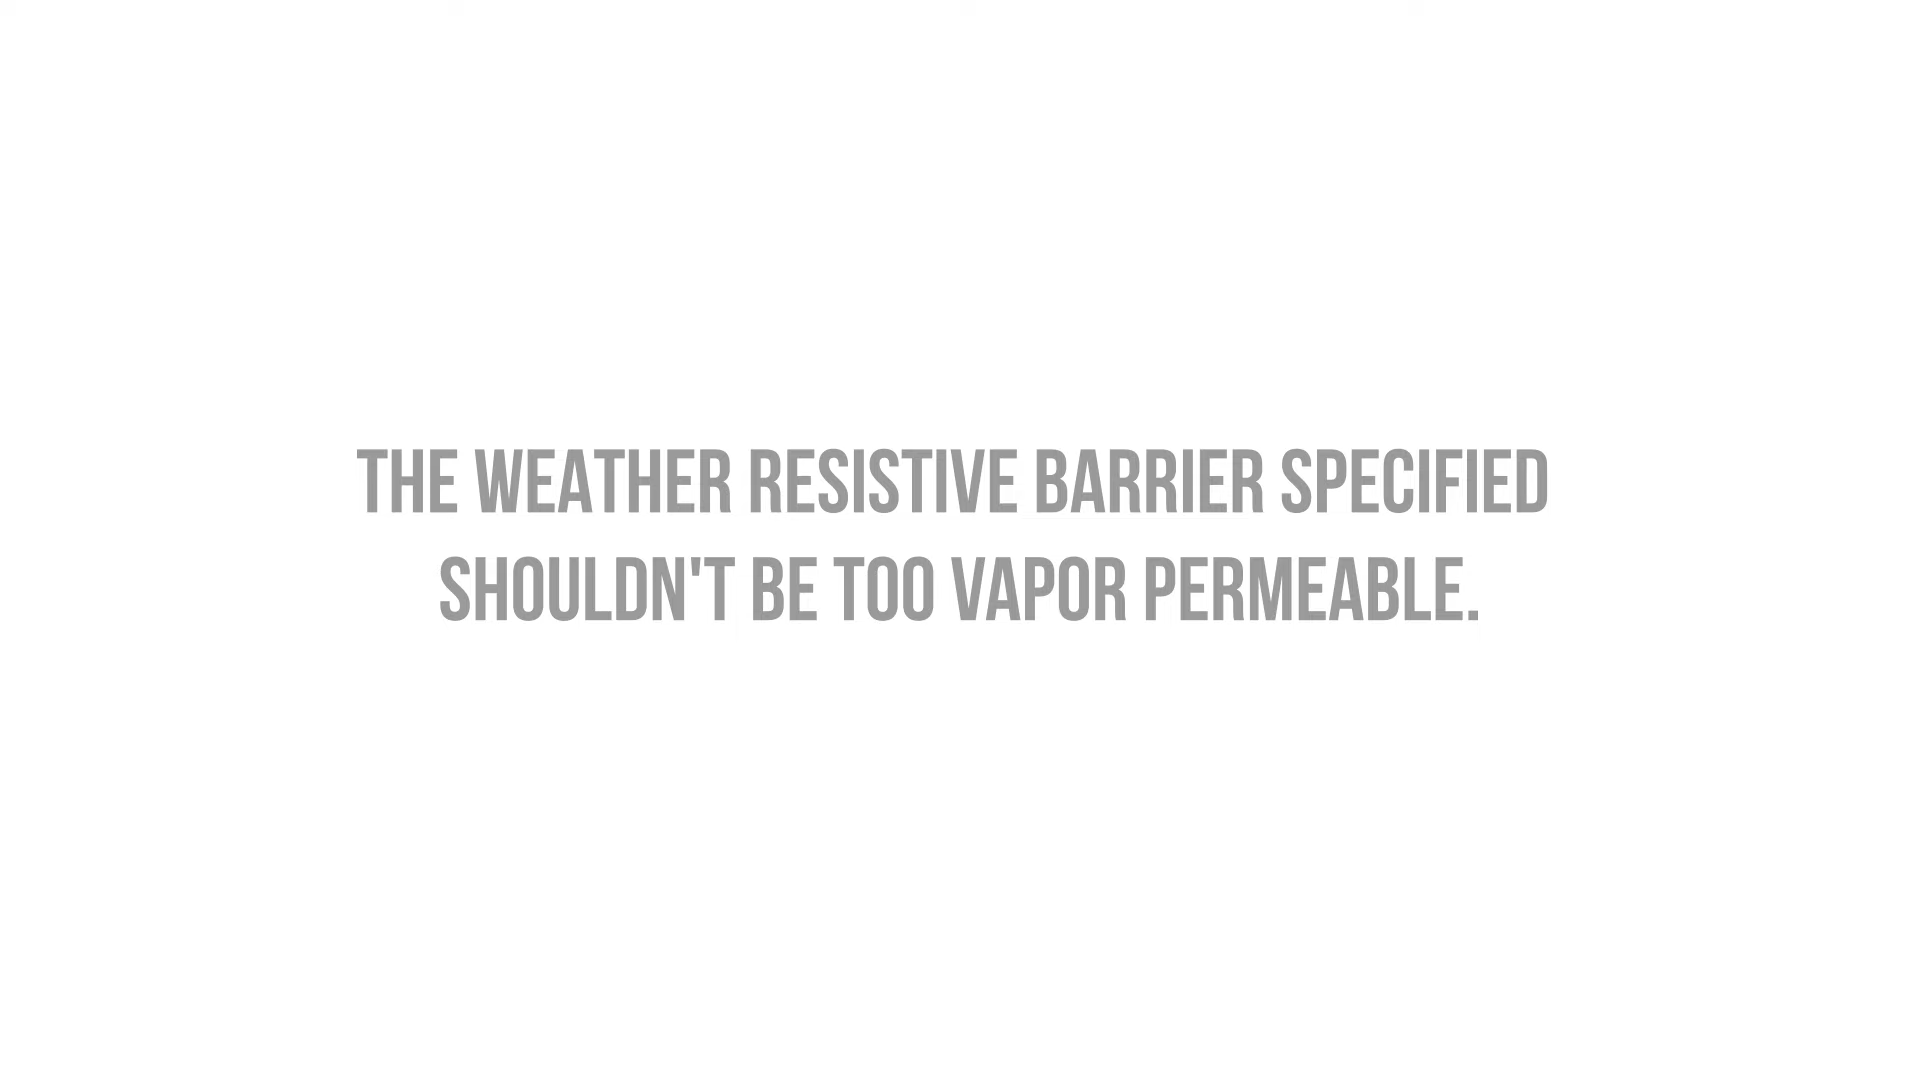 THE WEATHER RESISTIVE BARRIER SPECIFIED
SHOULDN'T BE TOO VAPOR PERMEABLE.